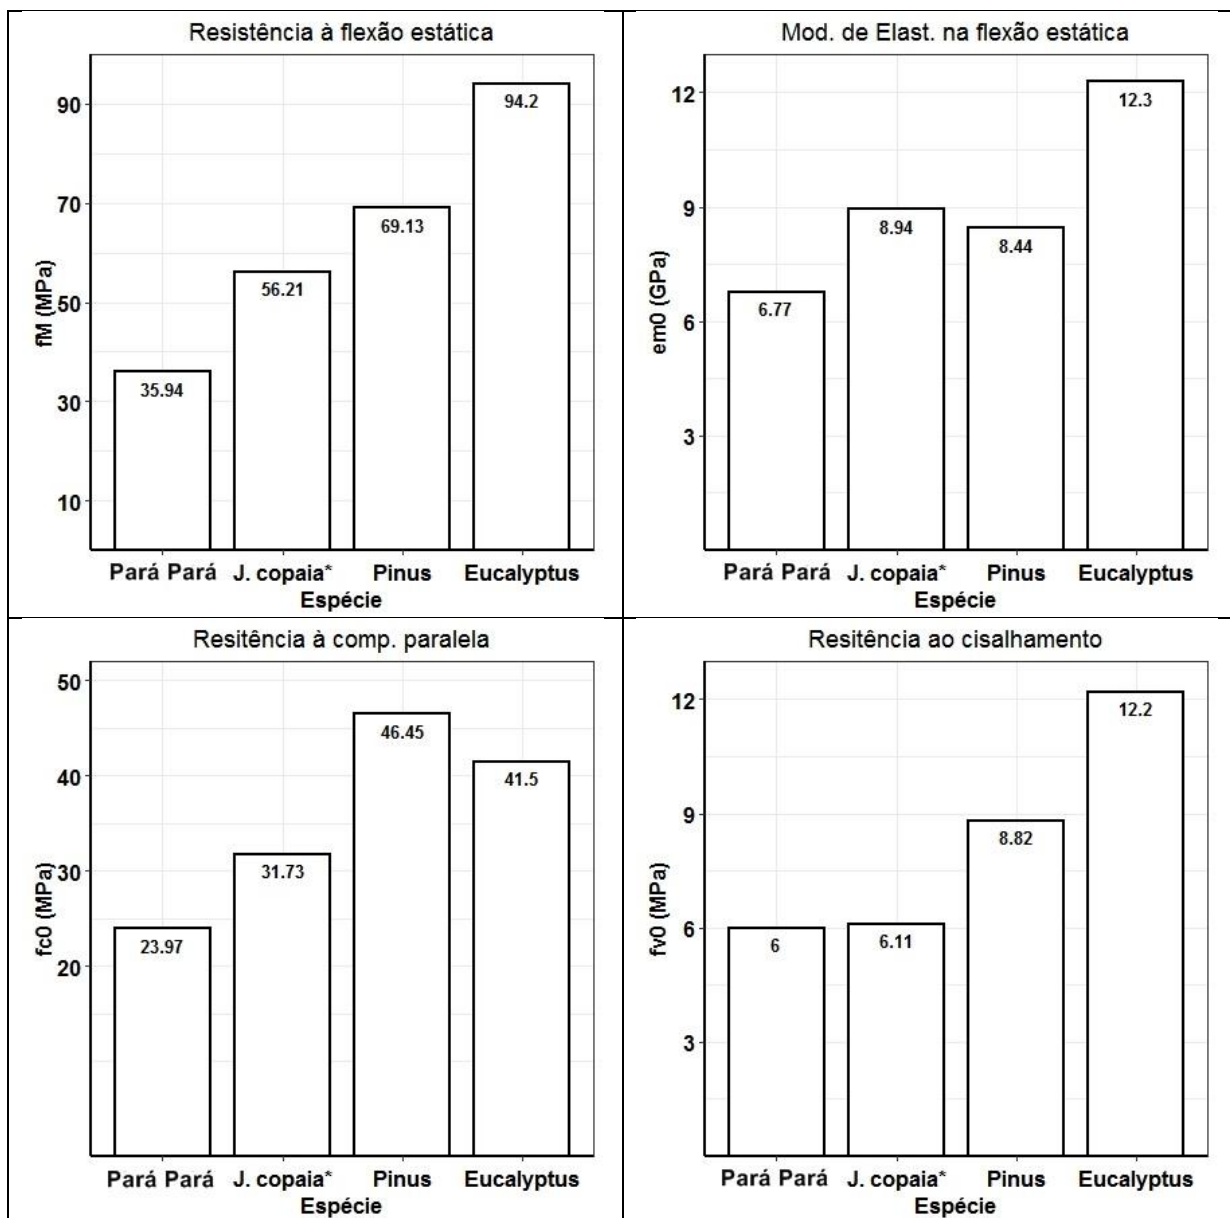 Resistência à flexão estática
fM (MPa)
90
70
50
30
10
94.2
69.13
56.21
35.94
Pará Pará J. copaia* Pinus Eucalyptus
Espécie
Mod. de Elast. na flexão estática
em0 (GPa)
12
9
6
3
12.3
8.94
8.44
6.77
Pará Pará J. copaia* Pinus Eucalyptus
Espécie
Resitência à comp. paralela
fc0 (MPa)
50
40
30
20
46.45
41.5
31.73
23.97
Pará Pará J. copaia* Pinus Eucalyptus
Espécie
Resitência ao cisalhamento
fv0 (MPa)
12
9
6
3
12.2
8.82
6.11
6
Pará Pará J. copaia* Pinus Eucalyptus
Espécie